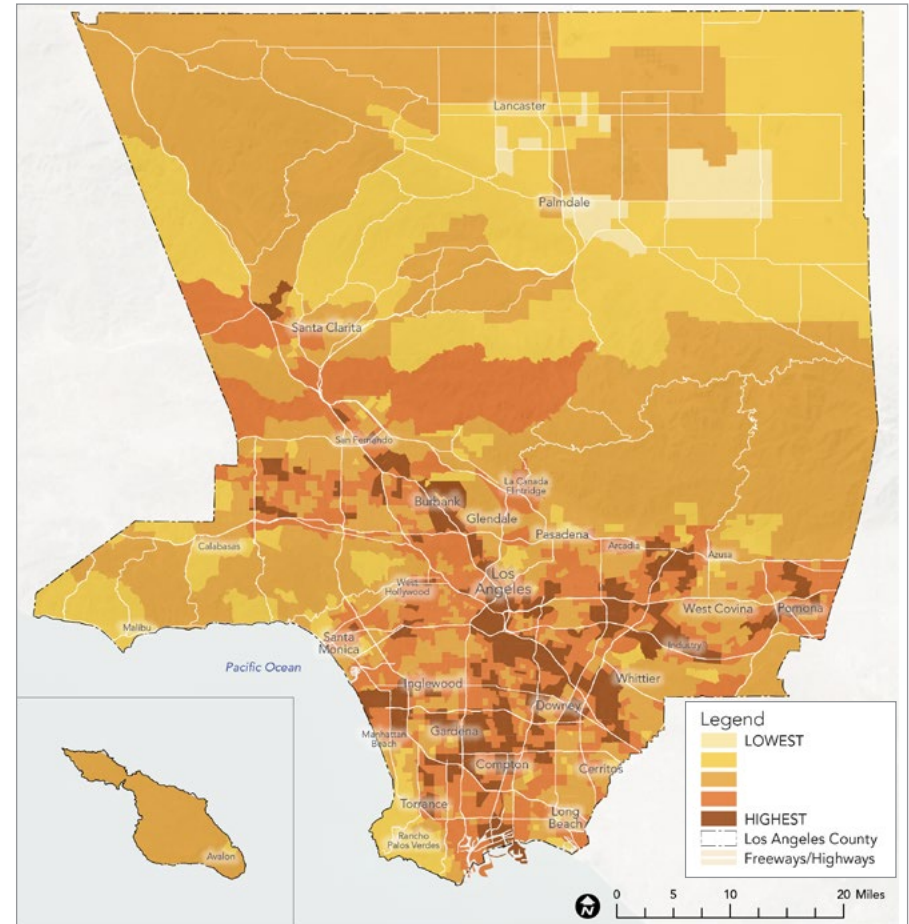 Lancaster
Palmdale
Santa Clarita
San Fernando
La Canada
Flintridge
Burbank
Glendale
Pasadena
Arcadia
Azusa
Calabasas
West
Hollywood
Los
Angeles
West Covina
Pomona
Malibu
Santa
Monica
Industry
Pacific Ocean
Inglewood
Whittier
Downey
Manhattan
Beach
Gardena
Compton
Cerritos
Torrance
Long
Beach
Rancho
Palos Verdes
Avalon
Legend
LOWEST
HIGHEST
Los Angeles County
Freeways/Highways
N
0 5 10 20 Miles